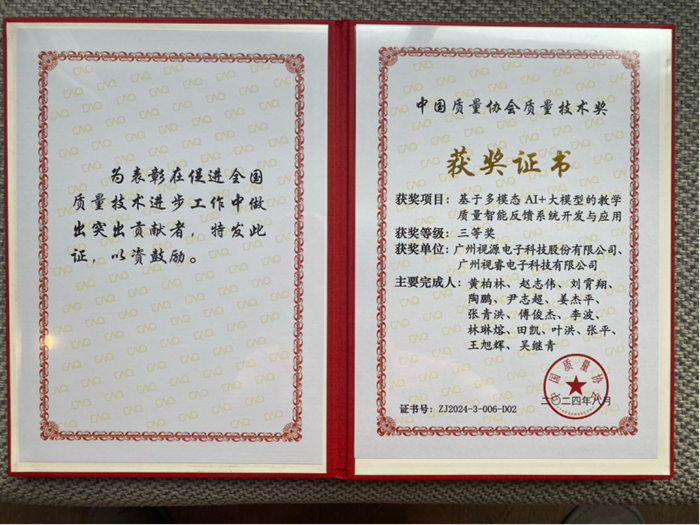 为表彰在促进全国
质量技术进步工作中做
出突出贡献者，特发此
证，以资鼓励。
中国质量协会质量技术奖
获奖证书
获奖项目：基于多模态 AI+大模型的教学
质量智能反馈系统开发与应用
获奖等级：三等奖
获奖单位：广州视源电子科技股份有限公司、
广州视睿电子科技有限公司
主要完成人：黄柏林、赵志伟、刘霄翔、
陶鹏、尹志超、姜杰平、
张青洪、傅俊杰、李波、
林琳熔、田凯、叶洪、张平、
王旭辉、吴继青
中国质量协会
二〇二四年八月
证书号：ZJ2024-3-006-D02